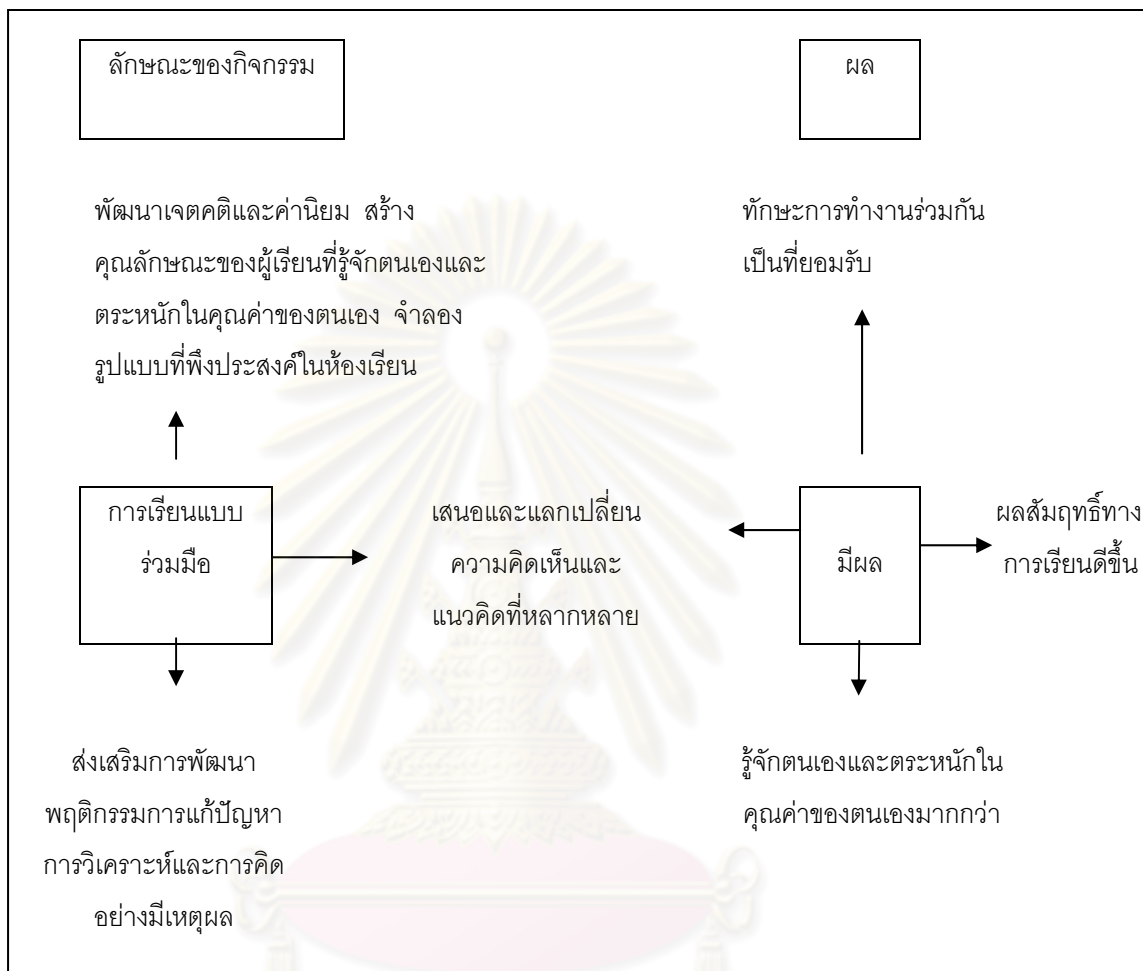 ลักษณะของกิจกรรม
ผล
พัฒนาเจตคติและค่านิยม สร้าง
คุณลักษณะของผู้เรียนที่รู้จักตนเองและ
ตระหนักในคุณค่าของตนเอง จำลอง
รูปแบบที่พึงประสงค์ในห้องเรียน
ทักษะการทำงานร่วมกัน
เป็นที่ยอมรับ
การเรียนแบบ
ร่วมมือ
เสนอและแลกเปลี่ยน
ความคิดเห็นและ
แนวคิดที่หลากหลาย
มีผล
ผลสัมฤทธิ์ทาง
การเรียนดีขึ้น
ส่งเสริมการพัฒนา
พฤติกรรมการแก้ปัญหา
การวิเคราะห์และการคิด
อย่างมีเหตุผล
รู้จักตนเองและตระหนักใน
คุณค่าของตนเองมากกว่า